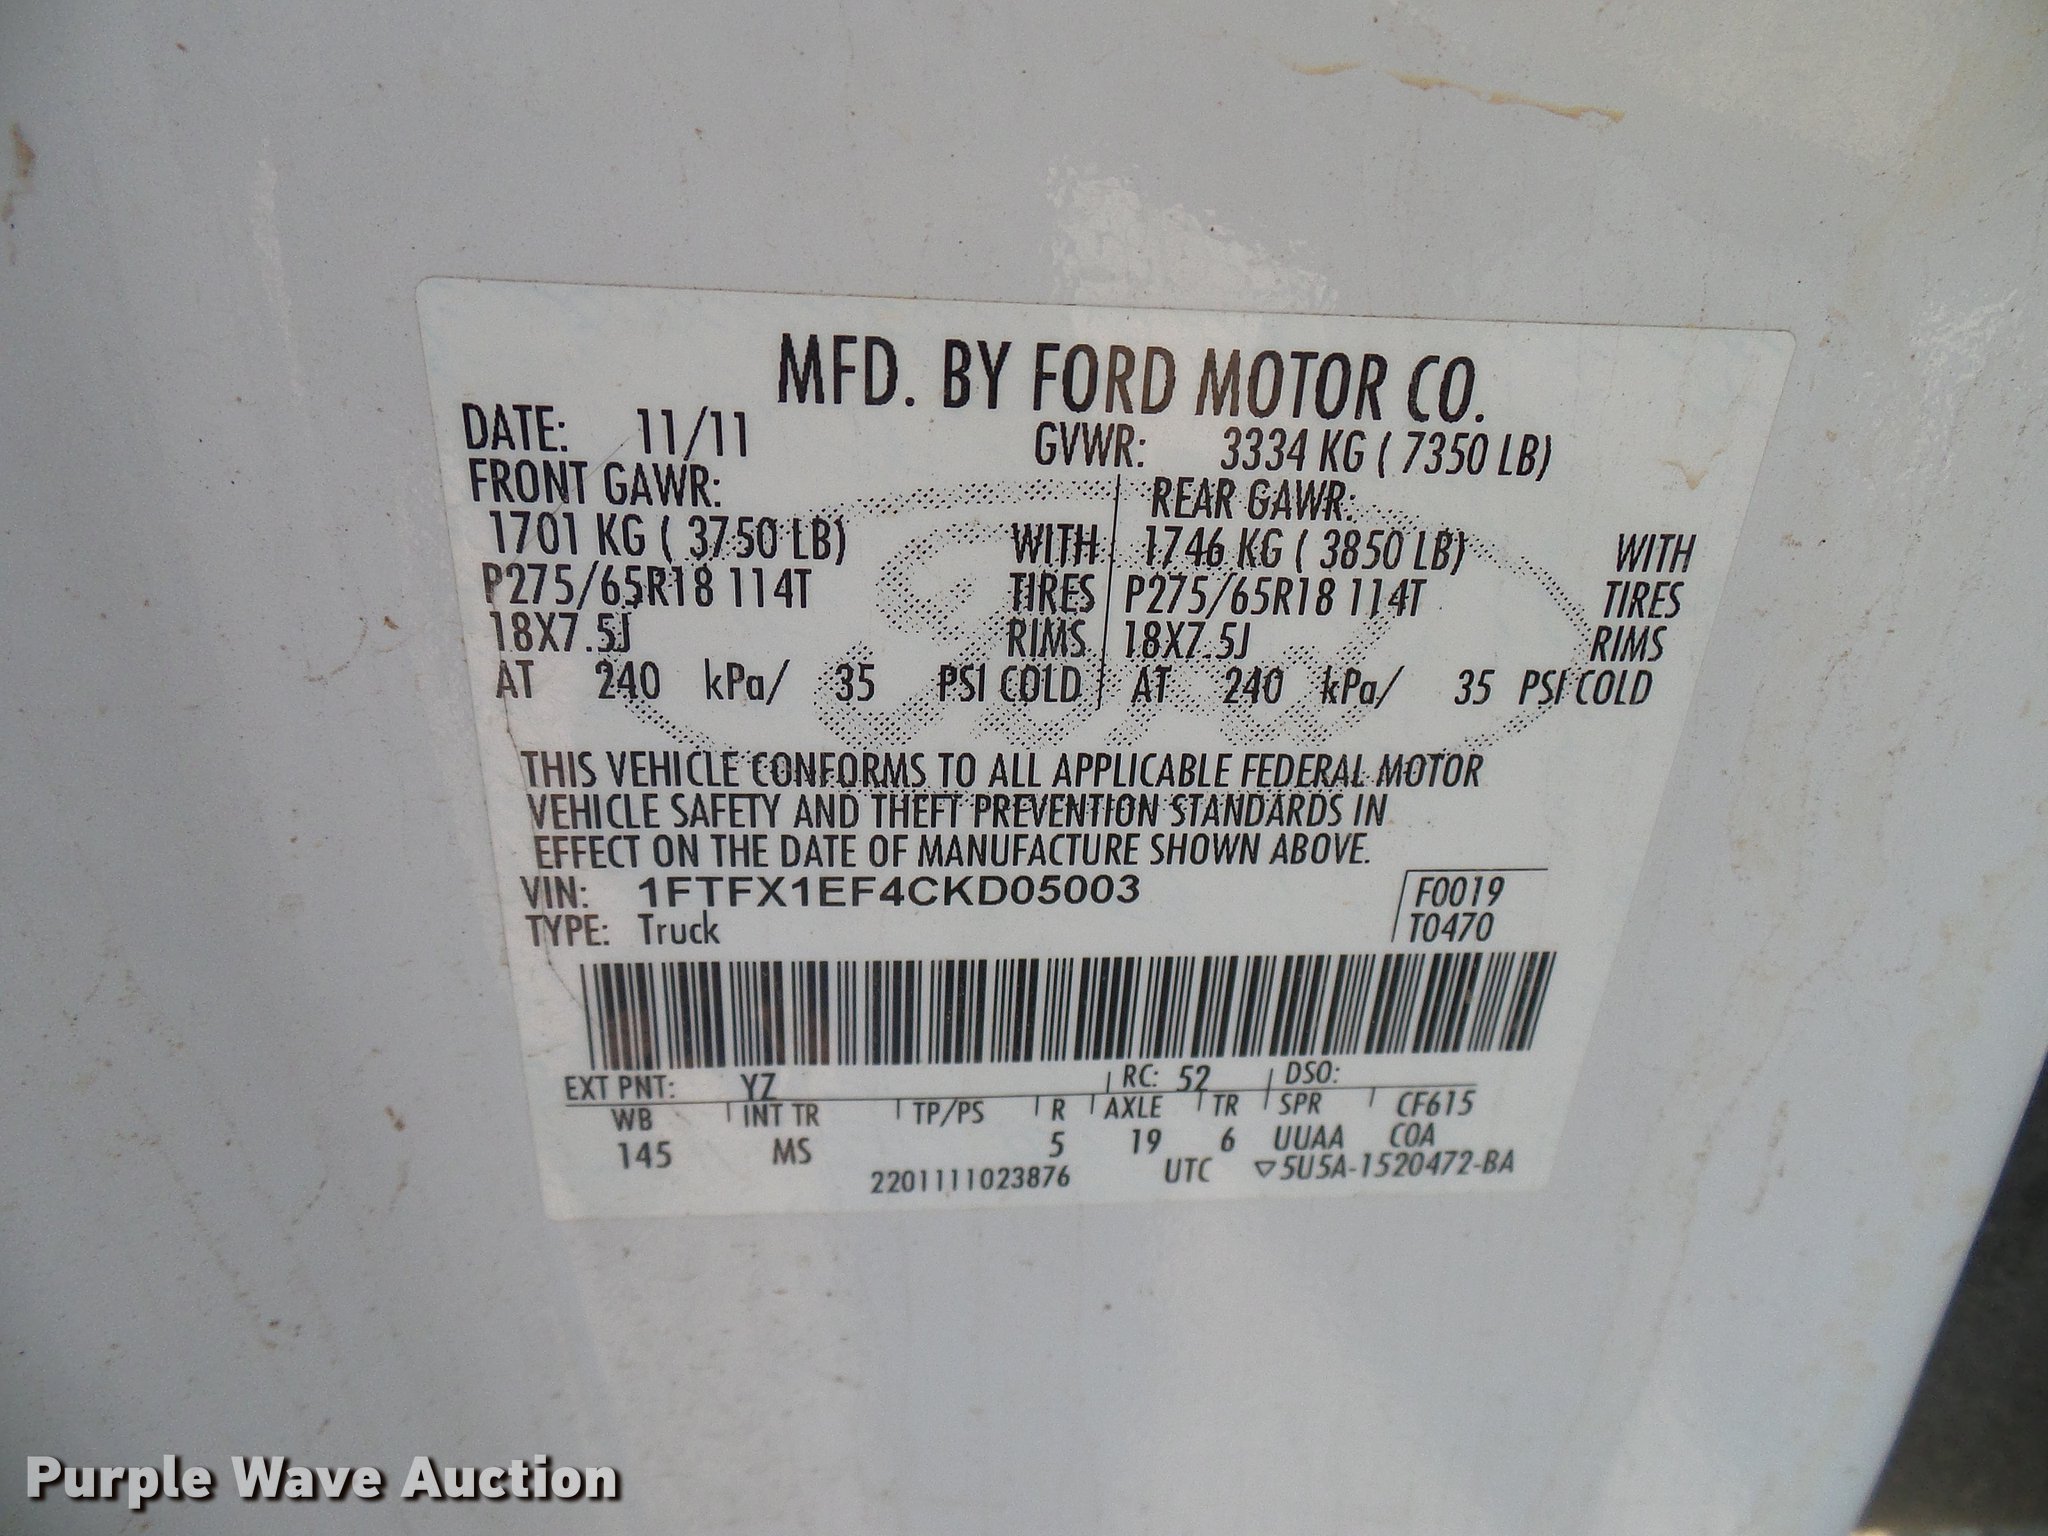 MFD. BY FORD MOTOR CO.
DATE: 11/11 GVWR: 3334 KG ( 7350 LB)
FRONT GAWR: REAR GAWR:
1701 KG ( 3750 LB) WITH 1746 KG ( 3850 LB) WITH
P275/65R18 114T TIRES P275/65R18 114T TIRES
18X7.5J RIMS 18X7.5J RIMS
AT 240 kPa/ 35 PSI COLD AT 240 kPa/ 35 PSI COLD
THIS VEHICLE CONFORMS TO ALL APPLICABLE FEDERAL MOTOR
VEHICLE SAFETY AND THEFT PREVENTION STANDARDS IN
EFFECT ON THE DATE OF MANUFACTURE SHOWN ABOVE.
VIN: 1FTFX1EF4CKD05003 F0019
TYPE: Truck T0470
EXT PNT: YZ RC: 52 DSO:
WB INT TR TP/PS R AXLE TR SPR CF615
145 MS 5 19 6 UUAA COA
2201111023876 UTC ▽5U5A-1520472-BA
Purple Wave Auction